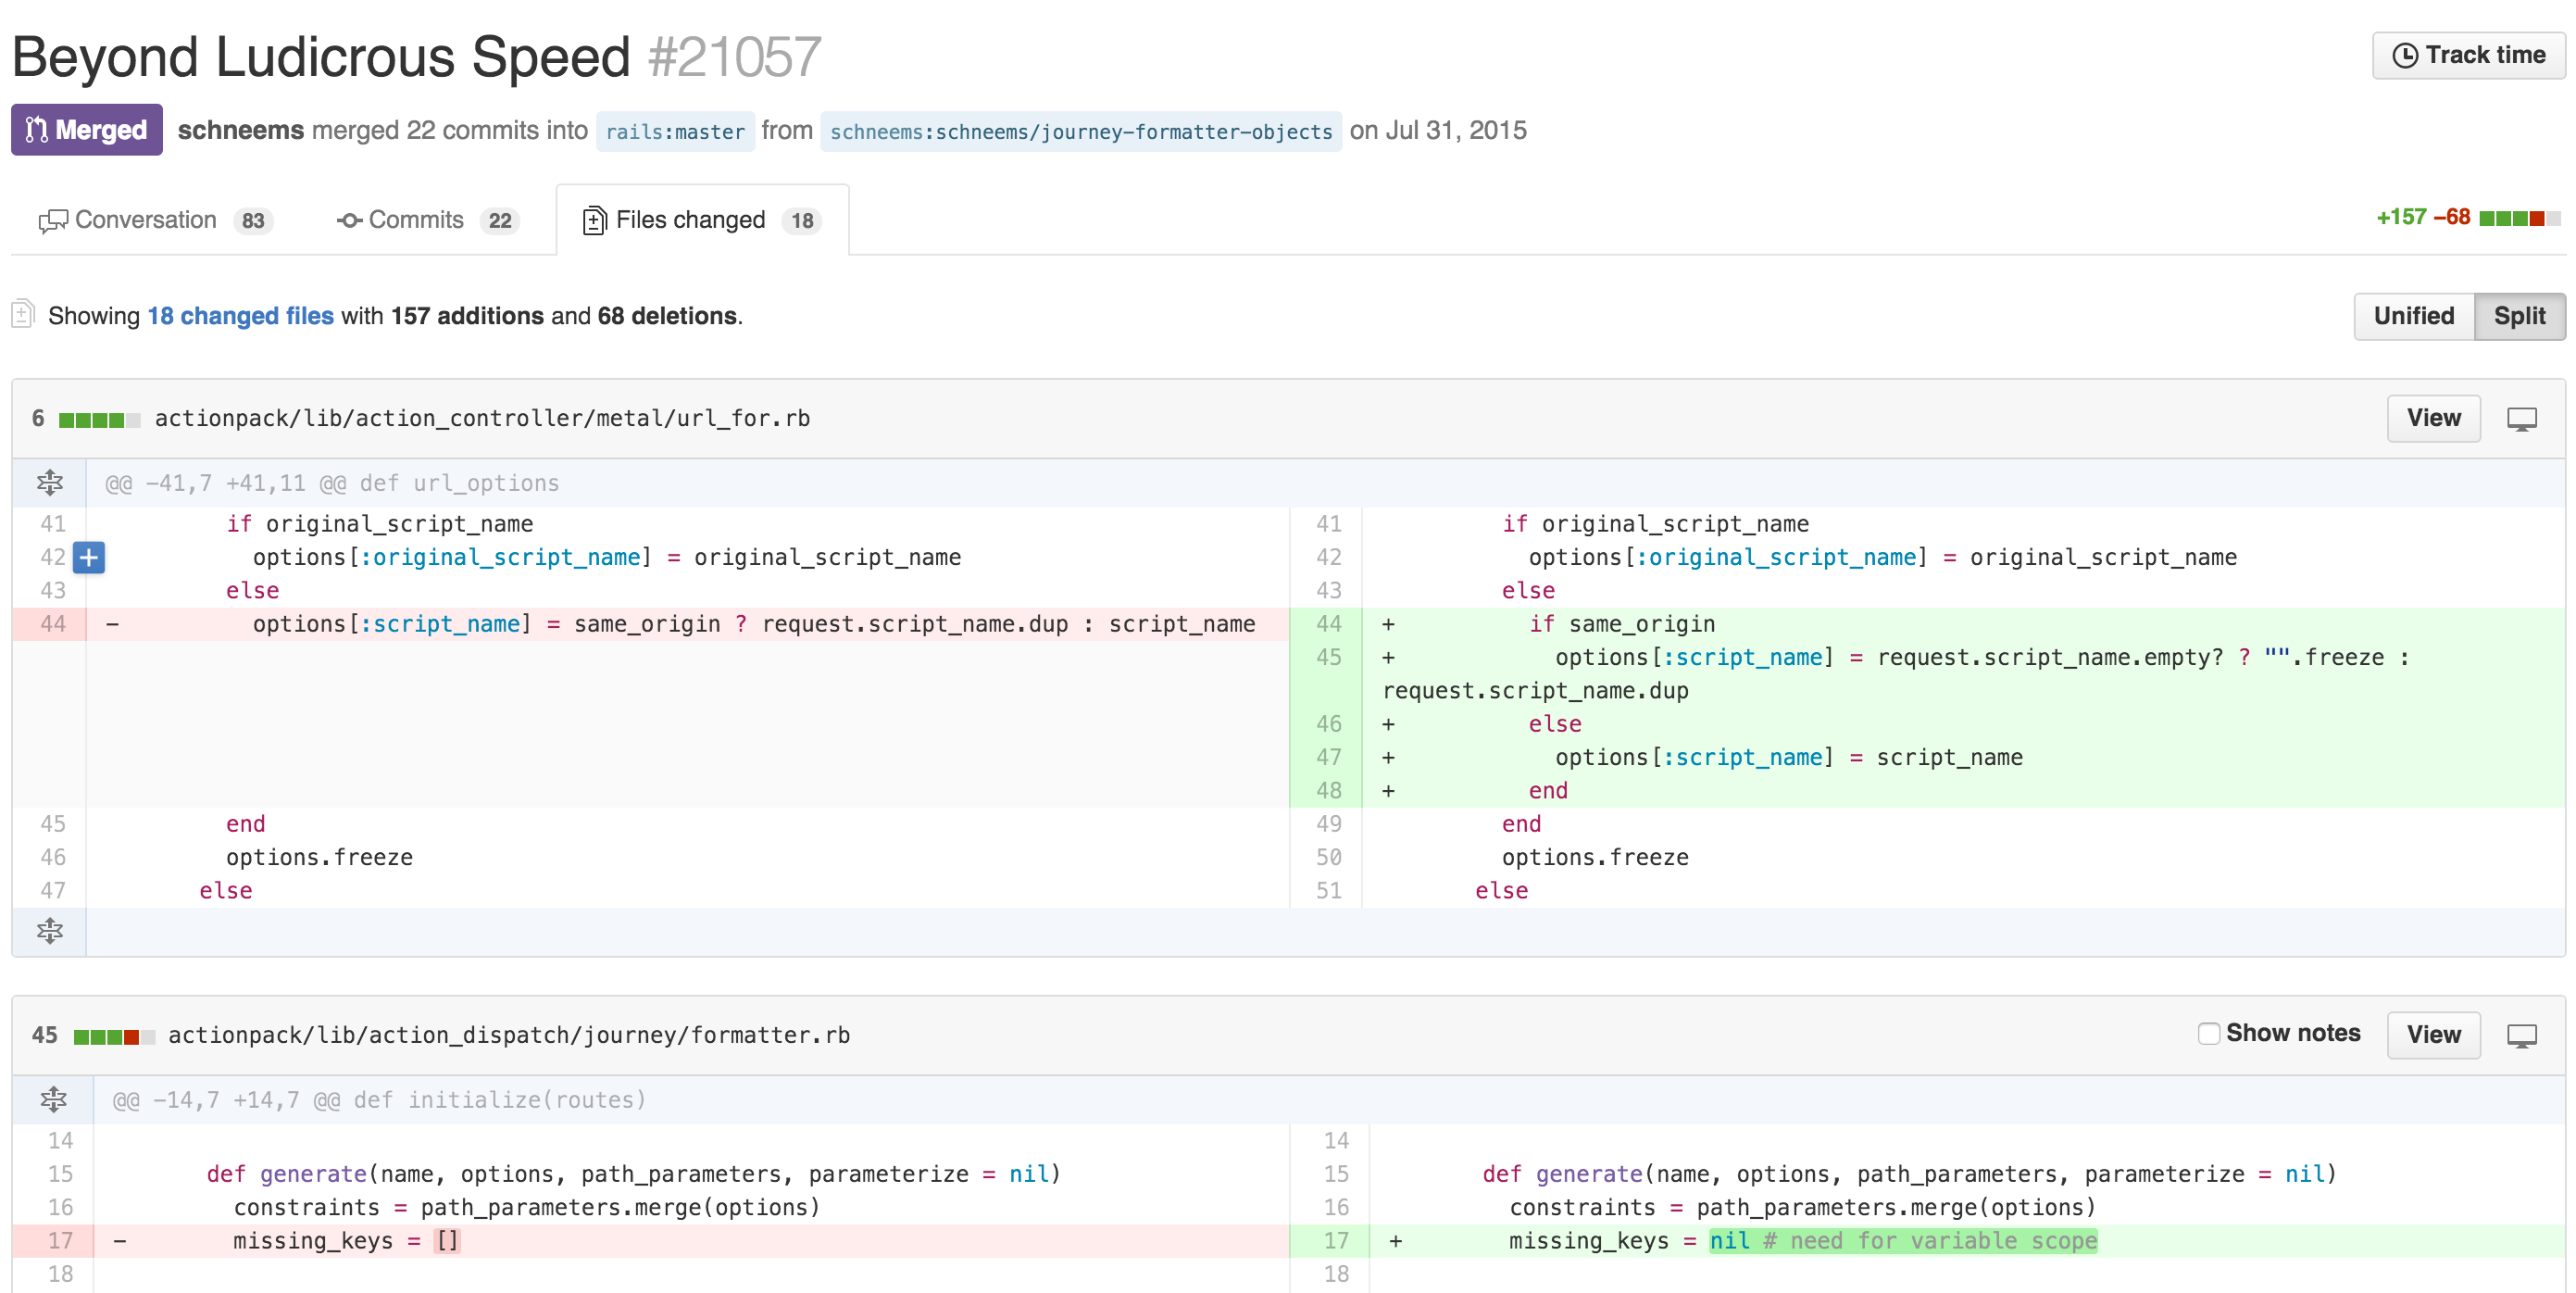 Beyond Ludicrous Speed #21057
Track time
Merged schneems merged 22 commits into rails:master from schneems:schneems/journey-formatter-objects on Jul 31, 2015
Conversation 83 Commits 22 Files changed 18 +157 −68
Showing 18 changed files with 157 additions and 68 deletions.
Unified Split
6 actionpack/lib/action_controller/metal/url_for.rb View
@@ -41,7 +41,11 @@ def url_options
41 if original_script_name 41 if original_script_name
42 + options[:original_script_name] = original_script_name 42 options[:original_script_name] = original_script_name
43 else 43 else
44 - options[:script_name] = same_origin ? request.script_name.dup : script_name 44 + if same_origin
45 + options[:script_name] = request.script_name.empty? ? "".freeze :
request.script_name.dup
46 + else
47 + options[:script_name] = script_name
48 + end
45 end 49 end
46 options.freeze 50 options.freeze
47 else 51 else
45 actionpack/lib/action_dispatch/journey/formatter.rb Show notes View
@@ -14,7 +14,7 @@ def initialize(routes)
14 14
15 def generate(name, options, path_parameters, parameterize = nil) 15 def generate(name, options, path_parameters, parameterize = nil)
16 constraints = path_parameters.merge(options) 16 constraints = path_parameters.merge(options)
17 - missing_keys = [] 17 + missing_keys = nil # need for variable scope
18 18